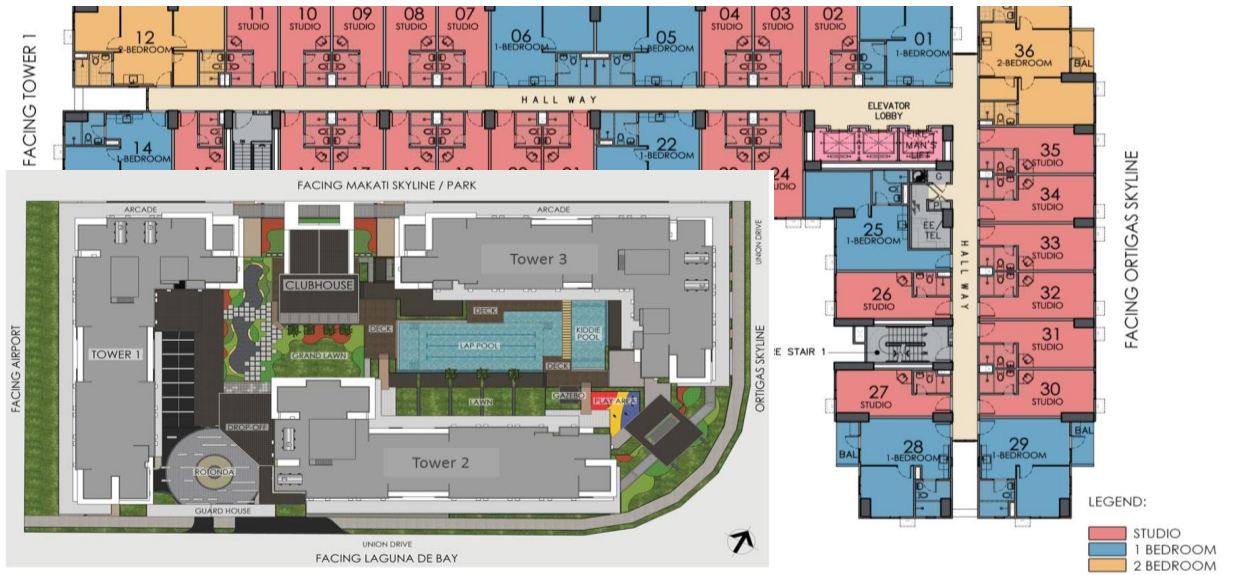 11
STUDIO
10
STUDIO
09
STUDIO
08
STUDIO
07
STUDIO
04
STUDIO
03
STUDIO
02
STUDIO
12
2-BEDROOM
06
1-BEDROOM
05
1-BEDROOM
01
1-BEDROOM
36
2-BEDROOM
BAL
FACING TOWER 1
HALL WAY
ELEVATOR
LOBBY
14
1-BEDROOM
22
1-BEDROOM
MAN'S
LIFT
24
STUDIO
G
EE/
TEL
25
1-BEDROOM
26
STUDIO
STAIR 1
27
STUDIO
28
1-BEDROOM
BAL
HALL WAY
35
STUDIO
34
STUDIO
33
STUDIO
32
STUDIO
31
STUDIO
30
STUDIO
29
1-BEDROOM
BAL
FACING ORTIGAS SKYLINE
LEGEND:
STUDIO
1 BEDROOM
2 BEDROOM
FACING MAKATI SKYLINE / PARK
ARCADE
ARCADE
UNION DRIVE
Tower 3
CLUBHOUSE
DECK
DECK
KIDDIE
POOL
LAP POOL
GRAND LAWN
TOWER 1
DECK
GAZEBO
PLAY AREA
LAWN
FACING AIRPORT
ORTIGAS SKYLINE
DROP-OFF
Tower 2
ROTONDA
GUARD HOUSE
UNION DRIVE
FACING LAGUNA DE BAY